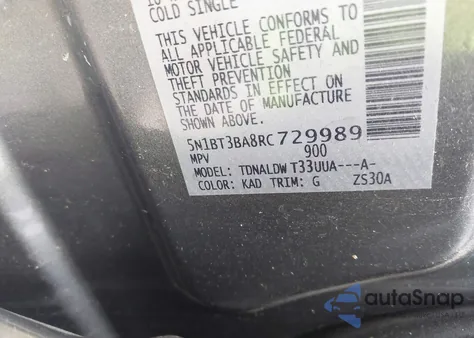 COLD SINGLE
THIS VEHICLE CONFORMS TO
ALL APPLICABLE FEDERAL
MOTOR VEHICLE SAFETY AND
THEFT PREVENTION
STANDARDS IN EFFECT ON
THE DATE OF MANUFACTURE
SHOWN ABOVE.
5N1BT3BA8RC729989
MPV 900
MODEL: TDNALDW T33UUA---A-
COLOR: KAD TRIM: G ZS30A
autoSnap